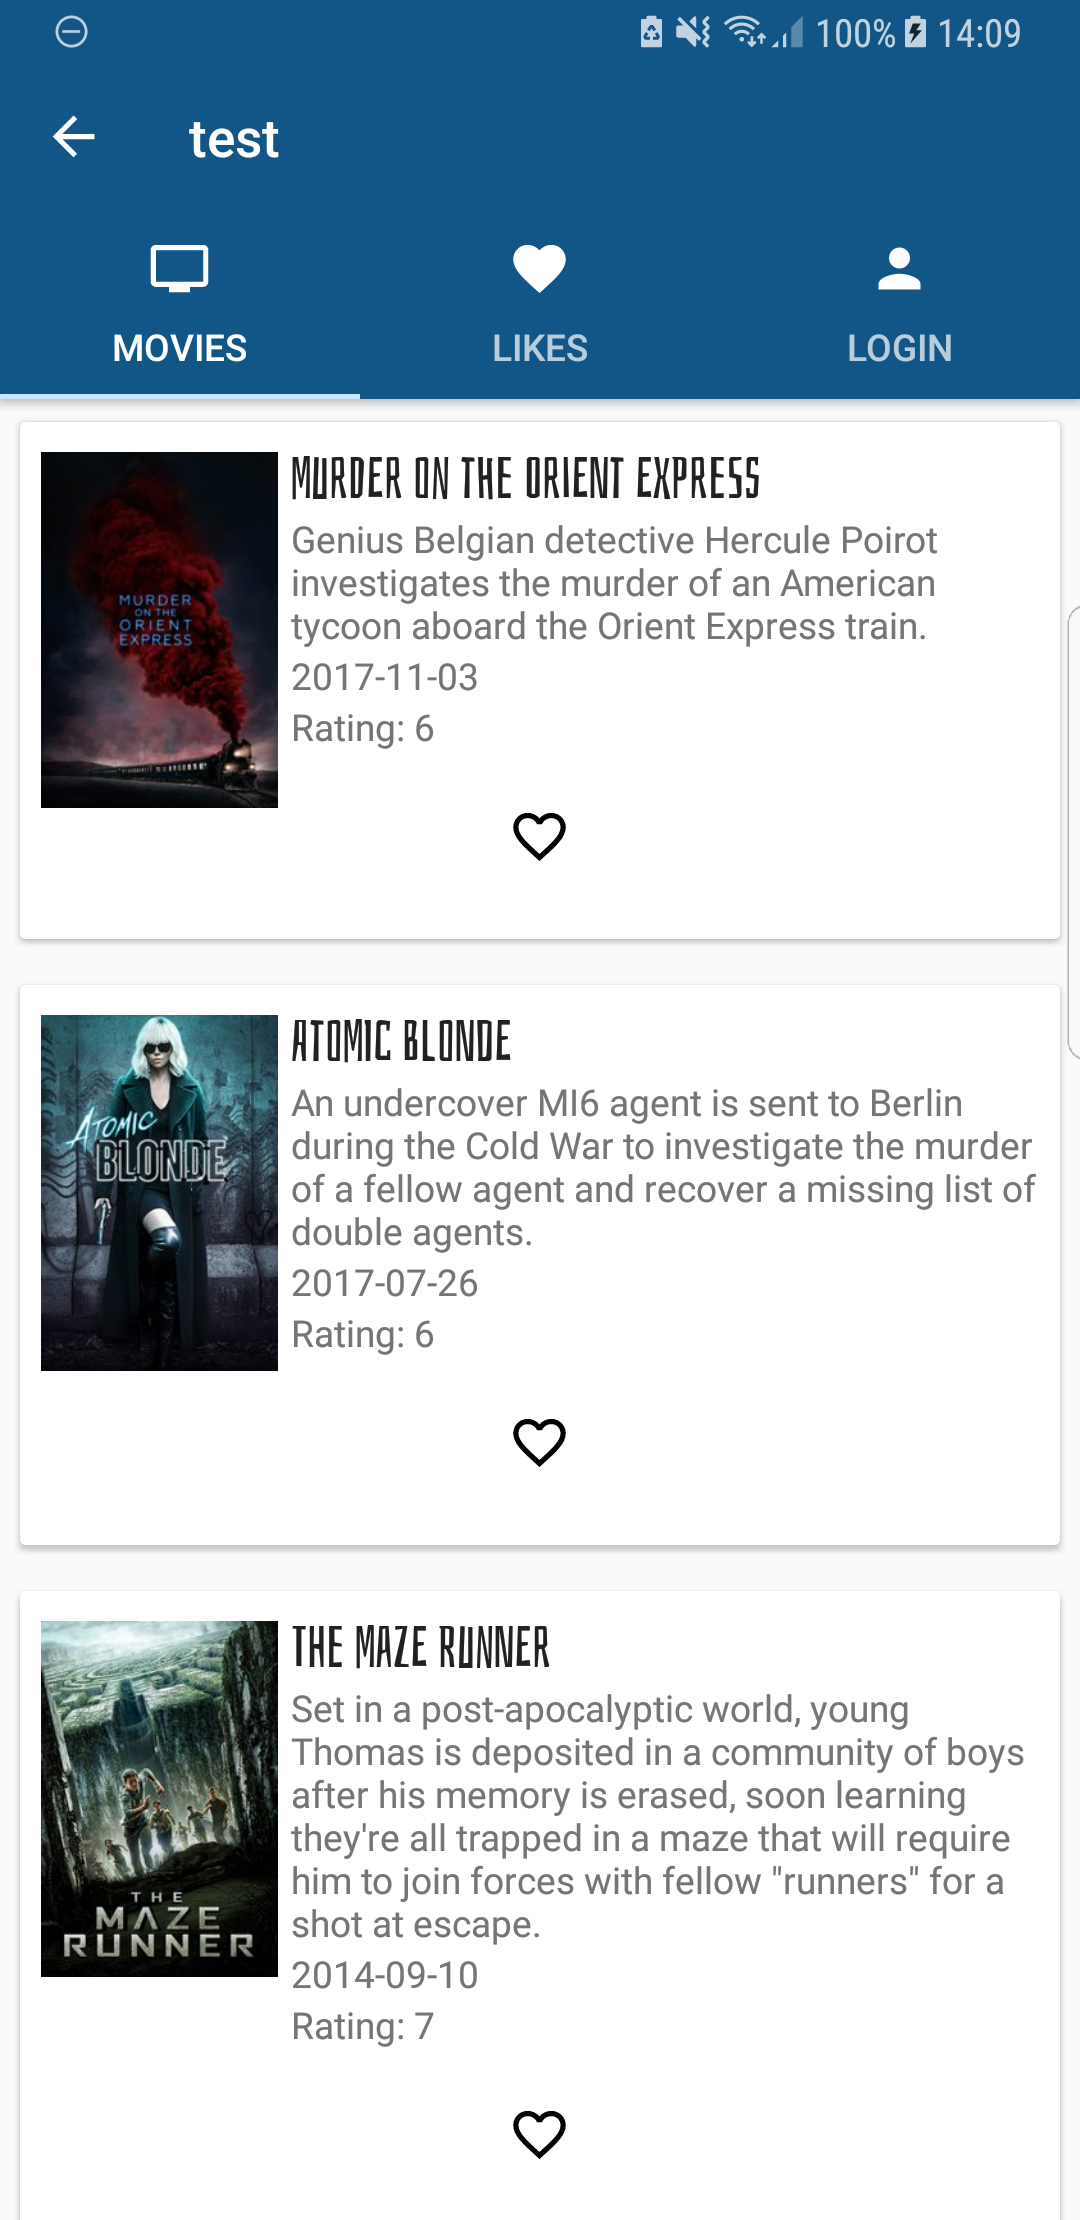 100% 14:09
test
MOVIES LIKES LOGIN
MURDER ON THE ORIENT EXPRESS
Genius Belgian detective Hercule Poirot
investigates the murder of an American
tycoon aboard the Orient Express train.
2017-11-03
Rating: 6
MURDER
ON THE
ORIENT
EXPRESS
ATOMIC BLONDE
An undercover MI6 agent is sent to Berlin
during the Cold War to investigate the murder
of a fellow agent and recover a missing list of
double agents.
2017-07-26
Rating: 6
ATOMIC
BLONDE
THE MAZE RUNNER
Set in a post-apocalyptic world, young
Thomas is deposited in a community of boys
after his memory is erased, soon learning
they're all trapped in a maze that will require
him to join forces with fellow "runners" for a
shot at escape.
2014-09-10
Rating: 7
THE
MAZE
RUNNER